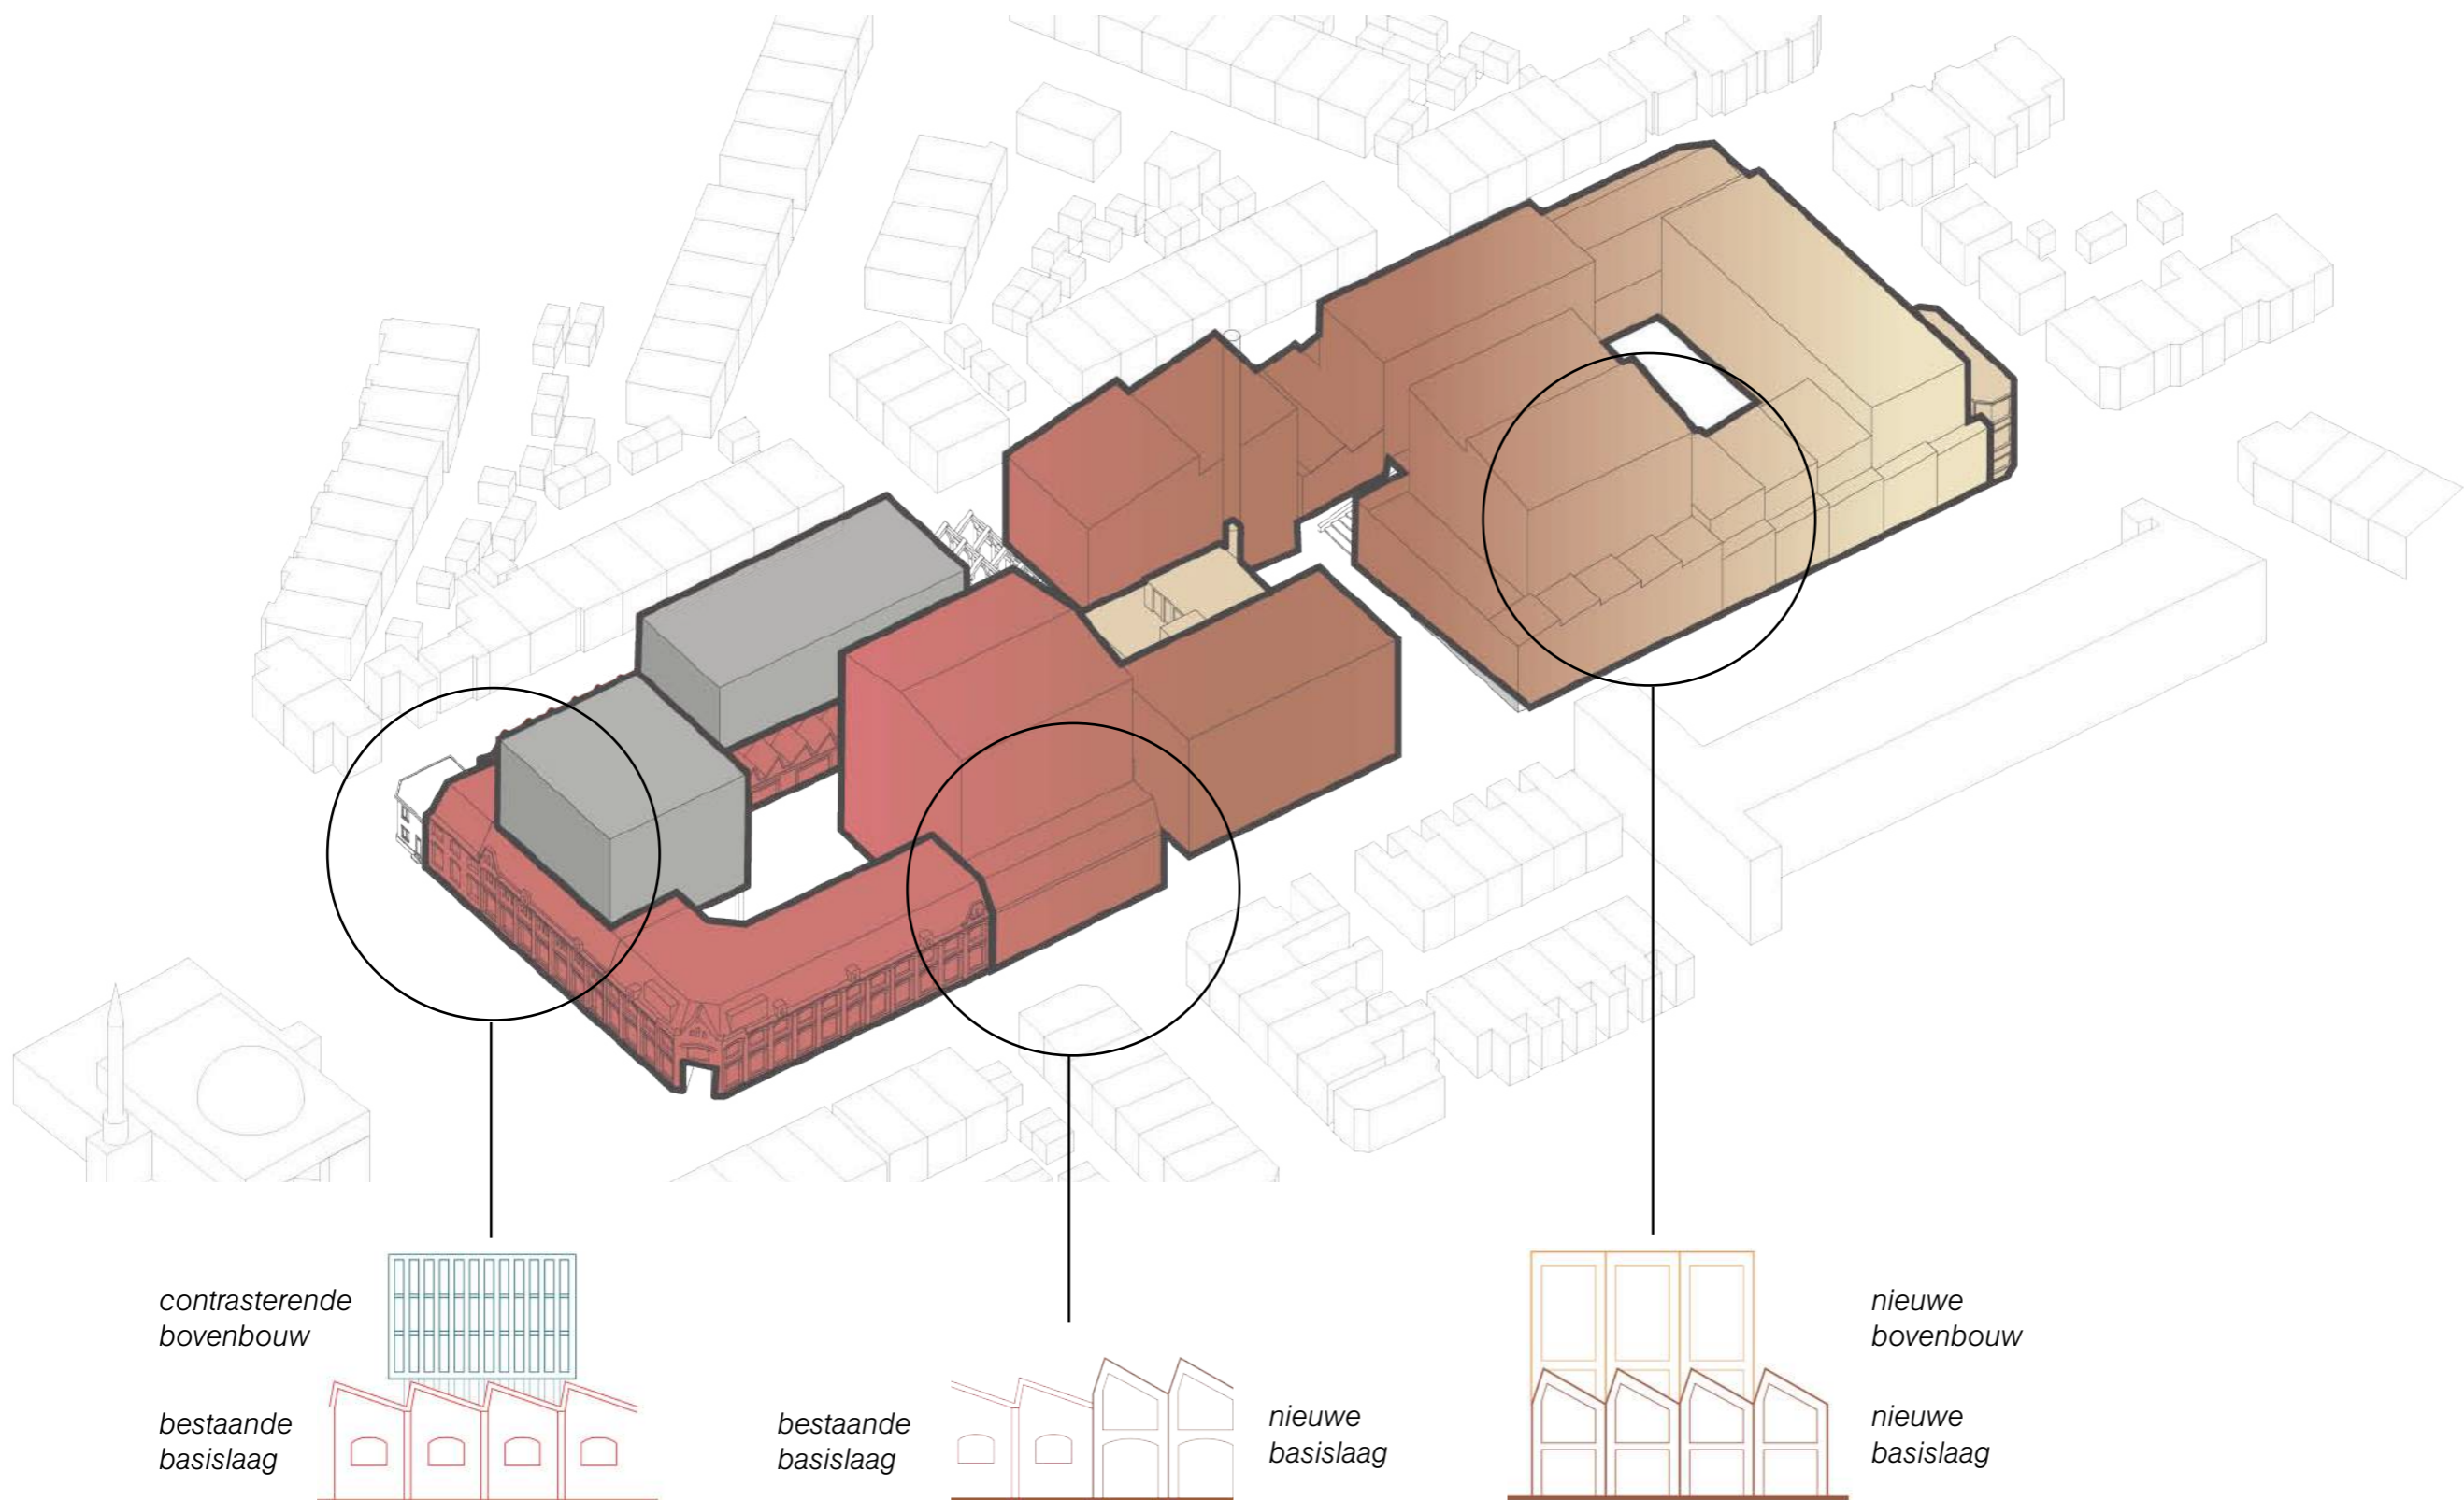 contrasterende
bovenbouw
bestaande
basislaag
bestaande
basislaag
nieuwe
basislaag
nieuwe
bovenbouw
nieuwe
basislaag